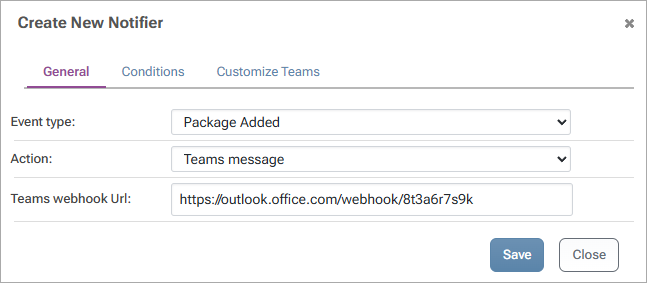 Create New Notifier
General Conditions Customize Teams
Event type: Package Added
Action: Teams message
Teams webhook Url: https://outlook.office.com/webhook/8t3a6r7s9k
Save Close